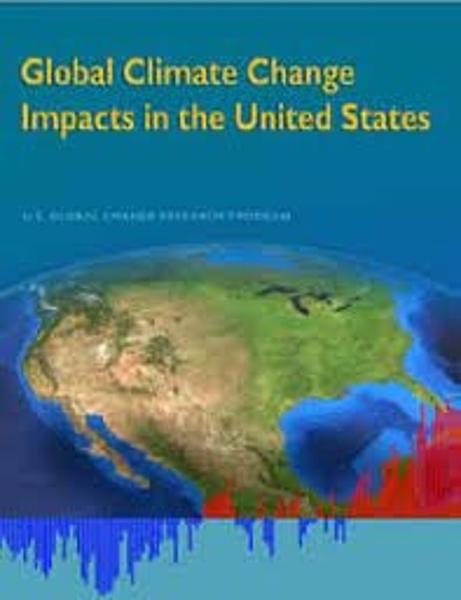 Global Climate Change
Impacts in the United States
U.S. GLOBAL CHANGE RESEARCH PROGRAM